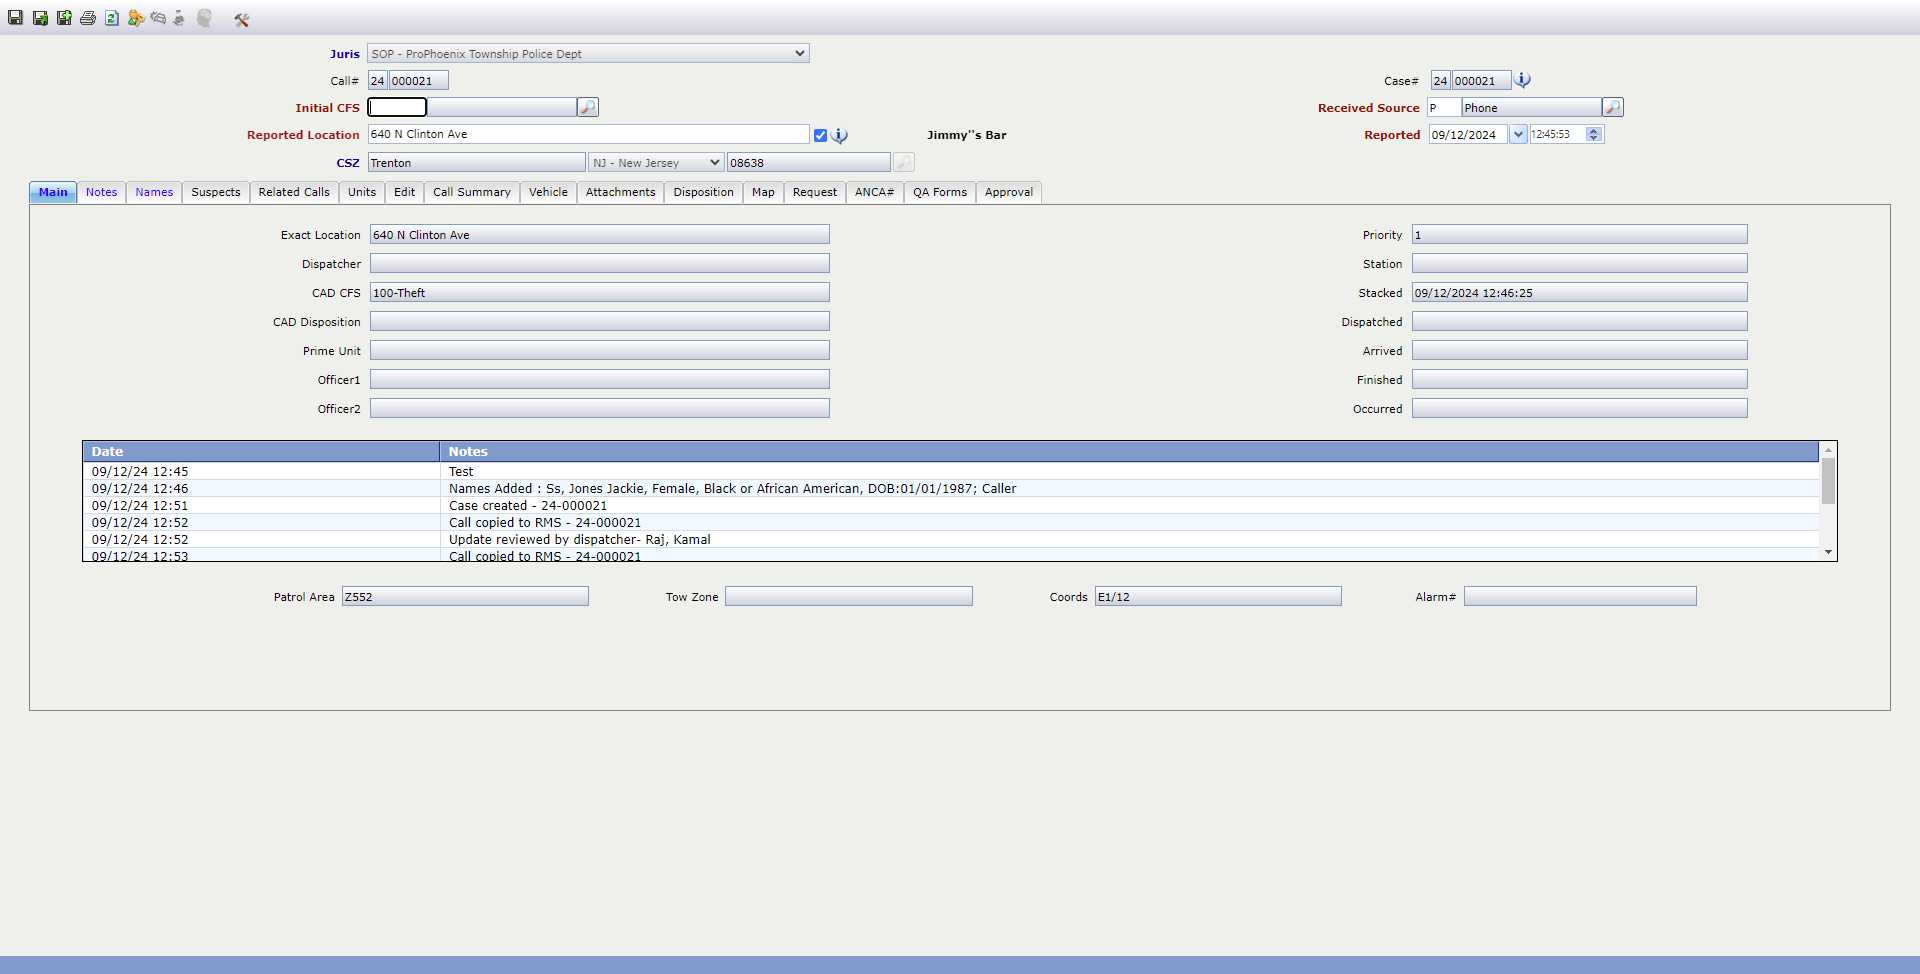 Juris SOP - ProPhoenix Township Police Dept
Call# 24 000021 Case# 24 000021
Initial CFS Received Source P Phone
Reported Location 640 N Clinton Ave Jimmy''s Bar Reported 09/12/2024 12:45:53
CSZ Trenton NJ - New Jersey 08638
Main Notes Names Suspects Related Calls Units Edit Call Summary Vehicle Attachments Disposition Map Request ANCA# QA Forms Approval
Exact Location 640 N Clinton Ave Priority 1
Dispatcher Station
CAD CFS 100-Theft Stacked 09/12/2024 12:46:25
CAD Disposition Dispatched
Prime Unit Arrived
Officer1 Finished
Officer2 Occurred
Date Notes
09/12/24 12:45 Test
09/12/24 12:46 Names Added : Ss, Jones Jackie, Female, Black or African American, DOB:01/01/1987; Caller
09/12/24 12:51 Case created - 24-000021
09/12/24 12:52 Call copied to RMS - 24-000021
09/12/24 12:52 Update reviewed by dispatcher- Raj, Kamal
09/12/24 12:53 Call copied to RMS - 24-000021
Patrol Area Z552 Tow Zone Coords E1/12 Alarm#